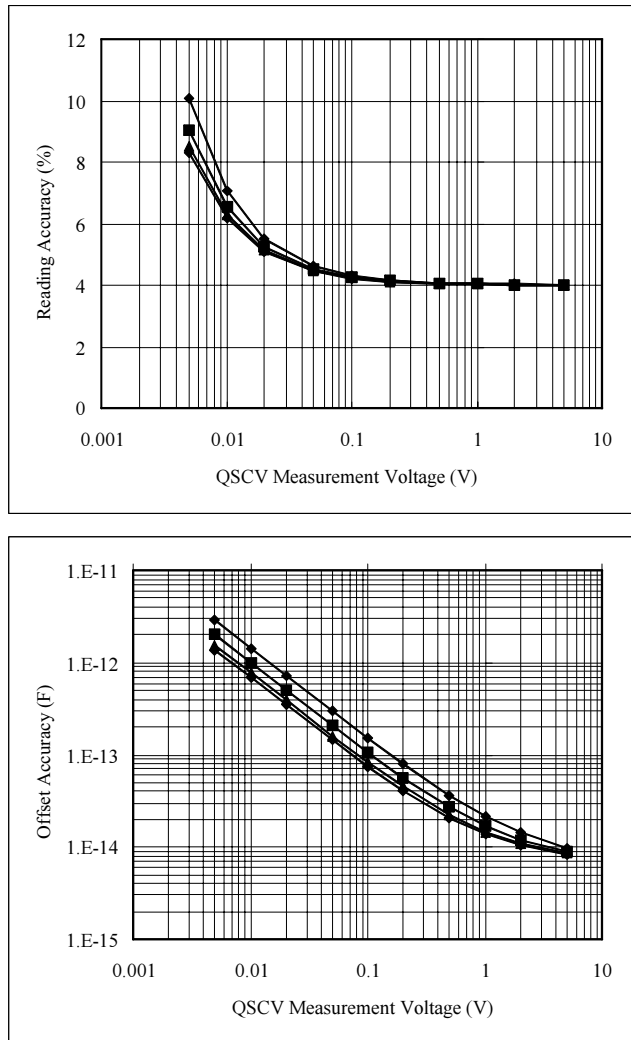 12
10
8
6
4
2
0
Reading Accuracy (%)
0.001 0.01 0.1 1 10
QSCV Measurement Voltage (V)
1.E-11
1.E-12
1.E-13
1.E-14
1.E-15
Offset Accuracy (F)
0.001 0.01 0.1 1 10
QSCV Measurement Voltage (V)